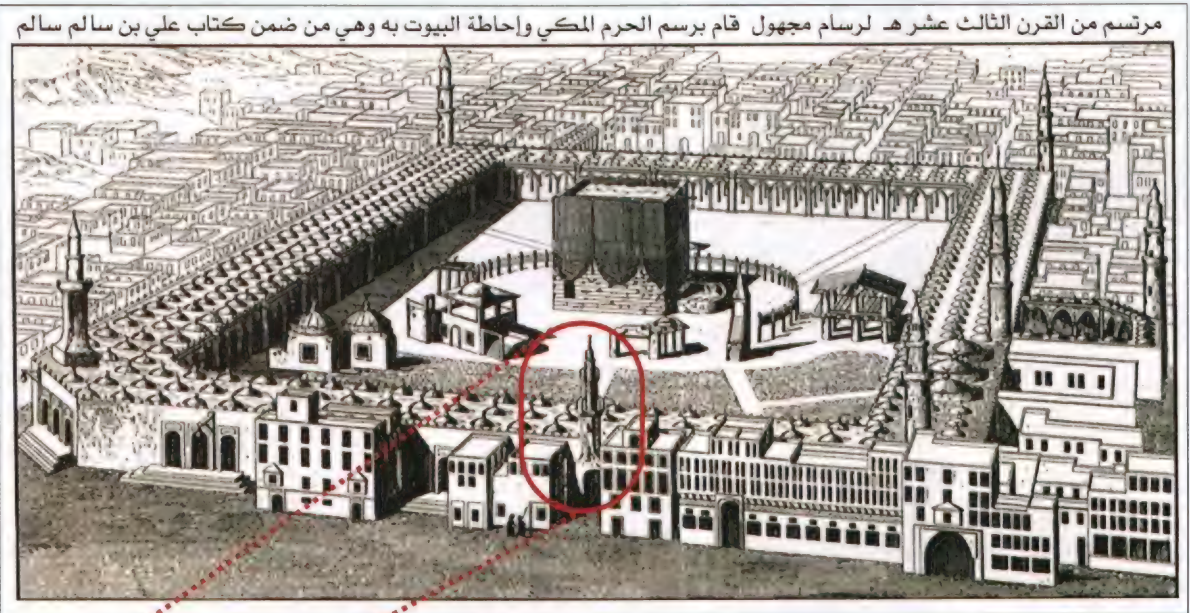 مرتسم من القرن الثالث عشر هـ لرسام مجهول قام برسم الحرم المكي وإحاطة البيوت به وهي من ضمن كتاب علي بن سالم سالم